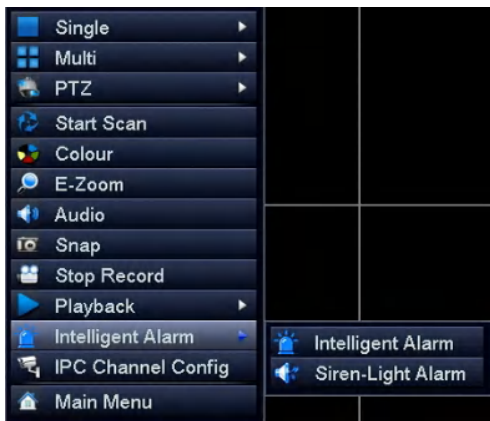 Single
Multi
PTZ
Start Scan
Colour
E-Zoom
Audio
Snap
Stop Record
Playback
Intelligent Alarm
IPC Channel Config
Main Menu
Intelligent Alarm
Siren-Light Alarm